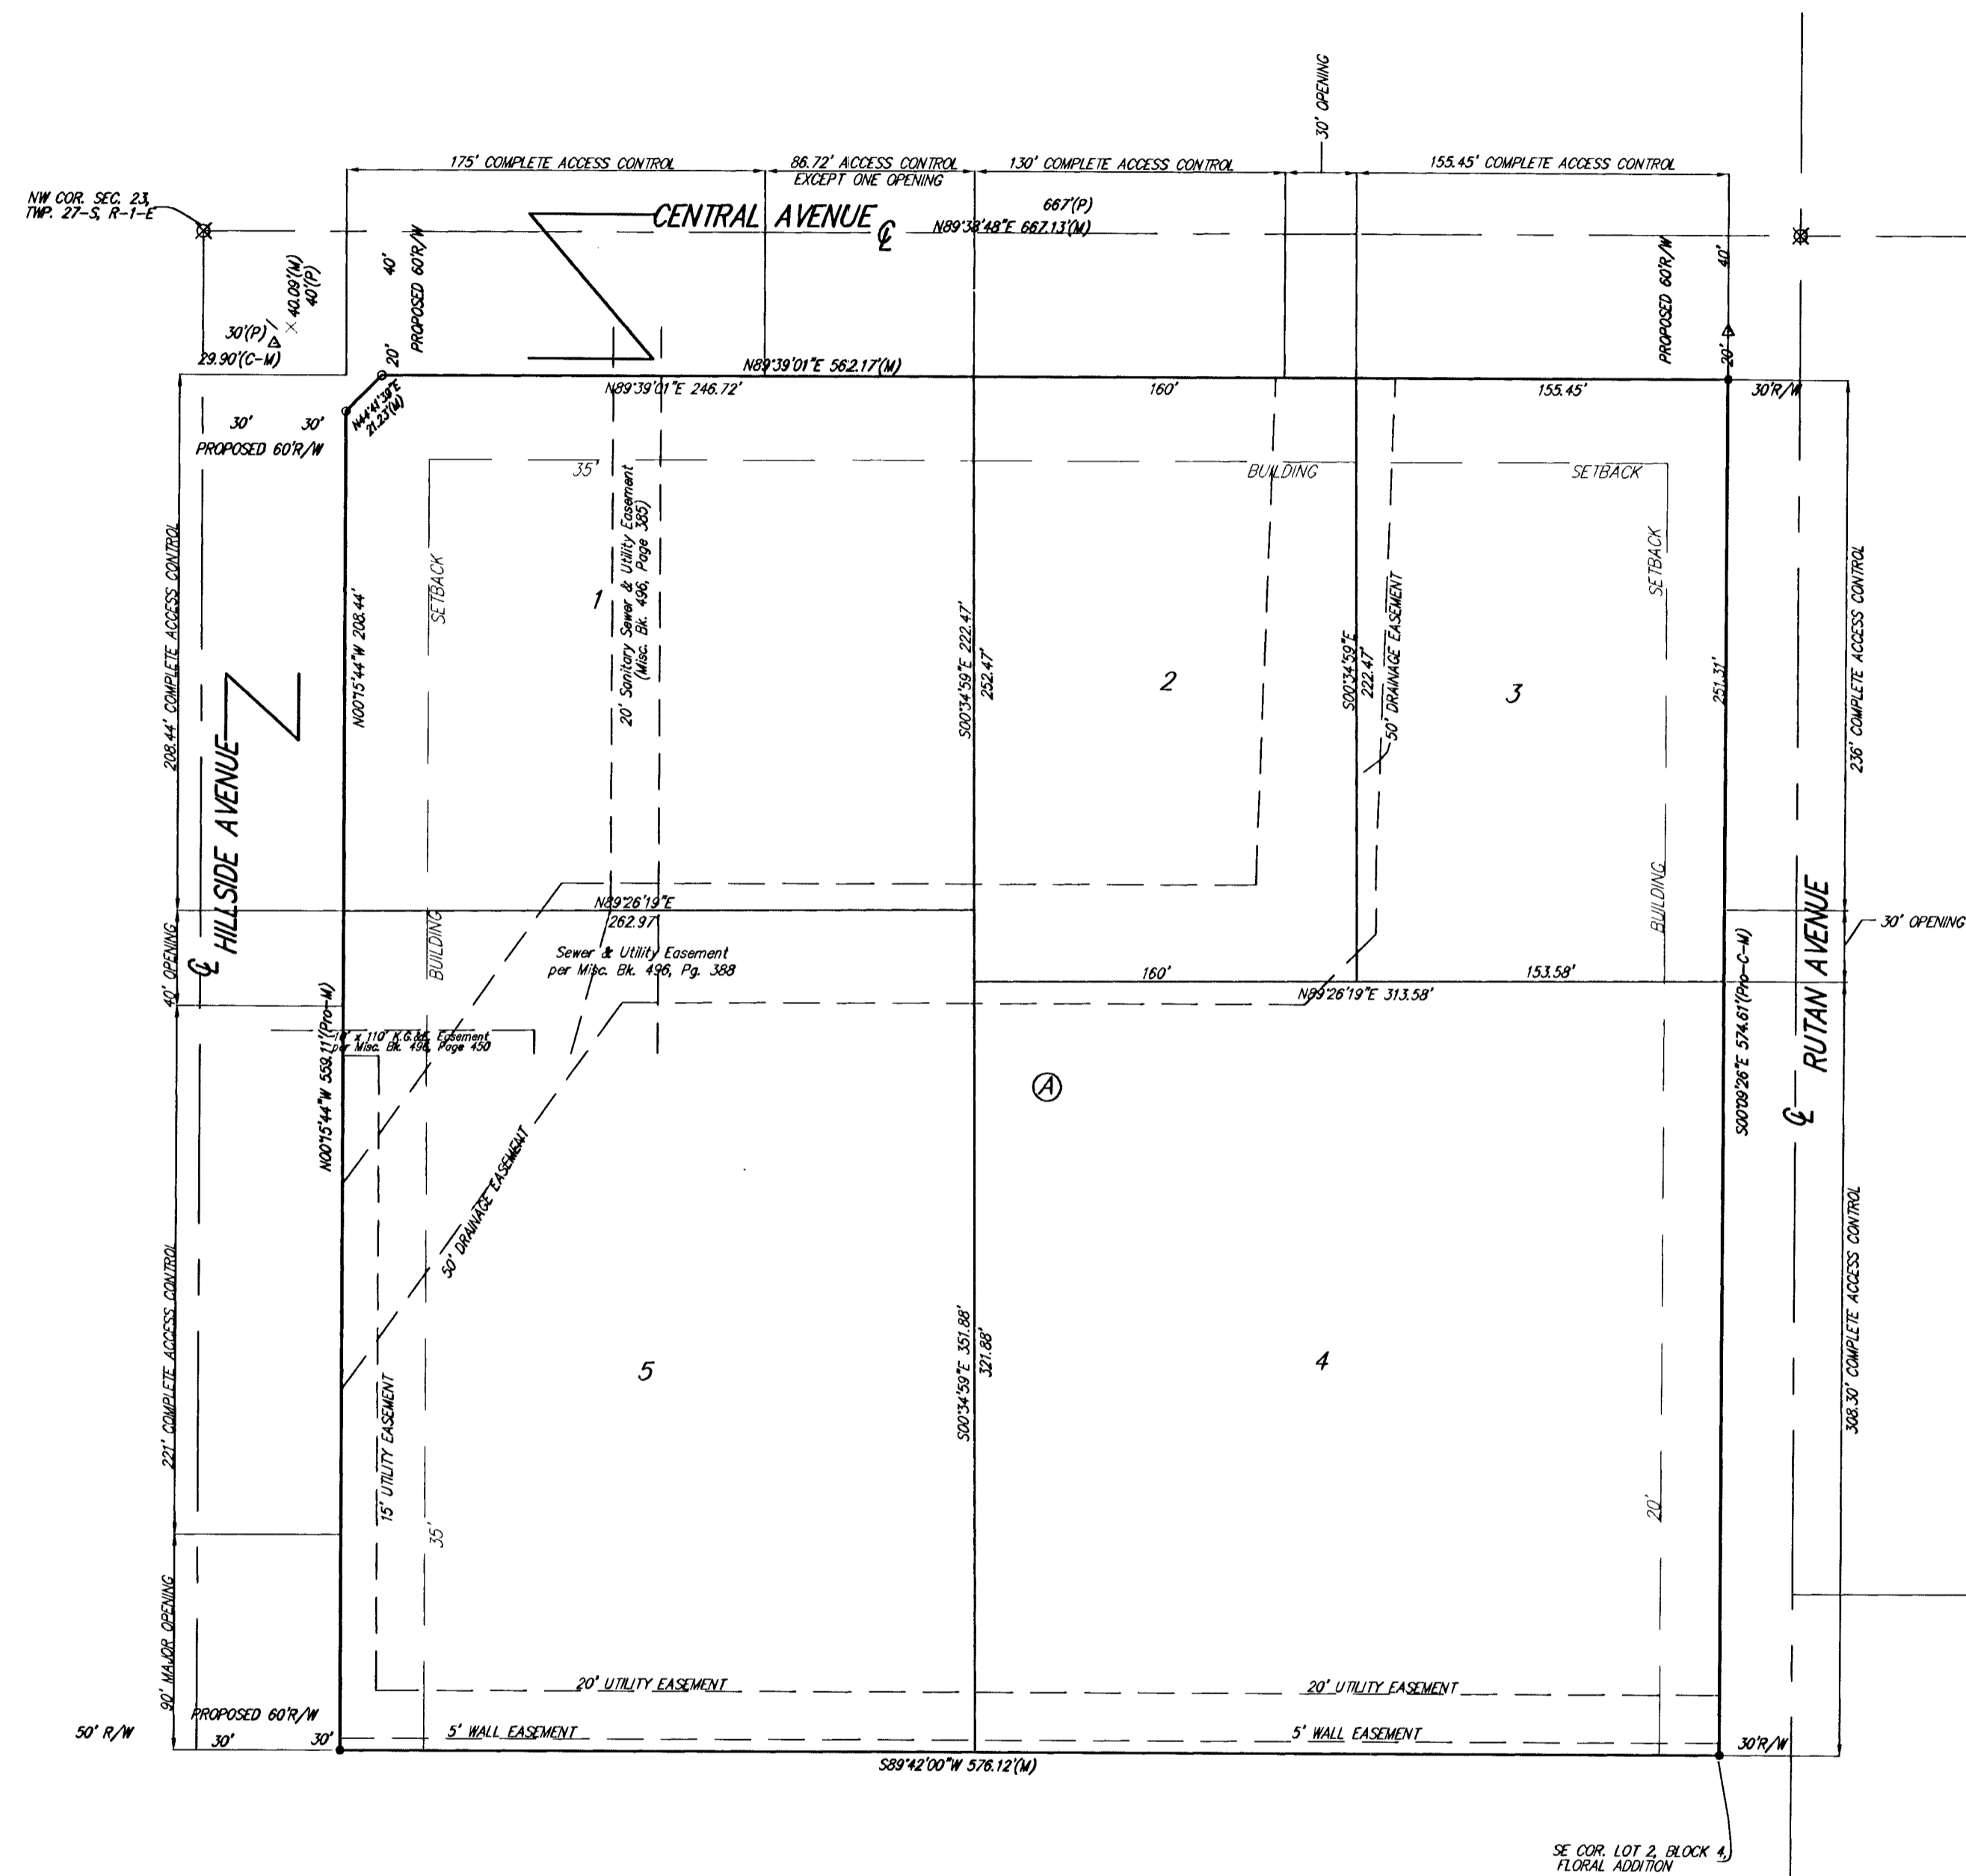 30' OPENING
175' COMPLETE ACCESS CONTROL
86.72' ACCESS CONTROL
EXCEPT ONE OPENING
130' COMPLETE ACCESS CONTROL
155.45' COMPLETE ACCESS CONTROL
NW COR. SEC. 23,
TWP. 27-S, R-1-E
CENTRAL AVENUE ℄
667'(P)
N89°38'48"E 667.13'(M)
40.09'(M)
40'(P)
30'(P)
29.90'(C-M)
40'
PROPOSED 60'R/W
20'
PROPOSED 60'R/W
40'
20'
N89°39'01"E 562.17'(M)
N89°39'01"E 246.72'
160'
155.45'
30'R/W
N44°41'39"E
21.23'(M)
30'
30'
PROPOSED 60'R/W
35'
BUILDING
SETBACK
208.44' COMPLETE ACCESS CONTROL
N00°15'44"W 208.44'
SETBACK
1
20' Sanitary Sewer & Utility Easement
(Misc. Bk. 496, Page 385)
S00°34'59"E 222.47'
252.47'
2
S00°34'59"E
222.47'
50' DRAINAGE EASEMENT
3
SETBACK
251.31'
236' COMPLETE ACCESS CONTROL
℄ HILLSIDE AVENUE
BUILDING
BUILDING
N89°26'19"E
262.97'
Sewer & Utility Easement
per Misc. Bk. 496, Pg. 388
40' OPENING
30' OPENING
160'
153.58'
N89°26'19"E 313.58'
10' x 110' K.G.&E. Easement
per Misc. Bk. 496, Page 450
N00°15'44"W 559.11'(Pro-M)
S00°09'26"E 574.61'(Pro-C-M)
℄ RUTAN AVENUE
A
50' DRAINAGE EASEMENT
221' COMPLETE ACCESS CONTROL
308.30' COMPLETE ACCESS CONTROL
5
S00°34'59"E 351.88'
321.88'
4
15' UTILITY EASEMENT
35'
20'
90' MAJOR OPENING
20' UTILITY EASEMENT
20' UTILITY EASEMENT
PROPOSED 60'R/W
50' R/W
30'
30'
5' WALL EASEMENT
5' WALL EASEMENT
30'R/W
S89°42'00"W 576.12'(M)
SE COR. LOT 2, BLOCK 4,
FLORAL ADDITION